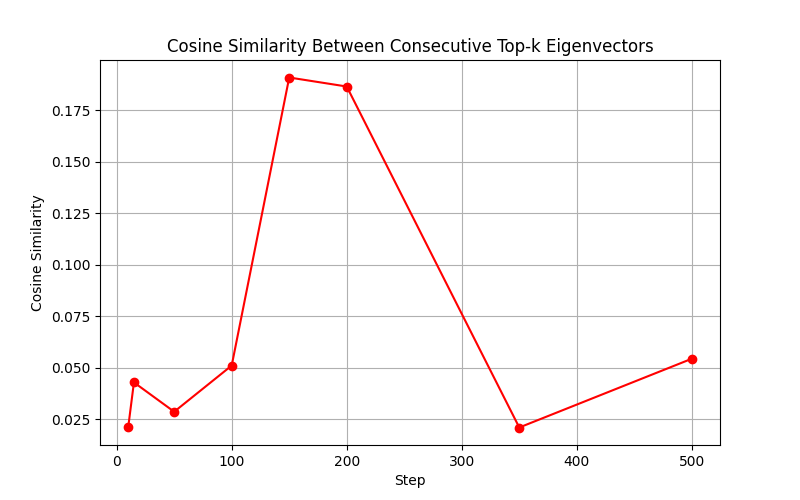 Cosine Similarity Between Consecutive Top-k Eigenvectors
0.175
0.150
0.125
0.100
0.075
0.050
0.025
Cosine Similarity
0 100 200 300 400 500
Step